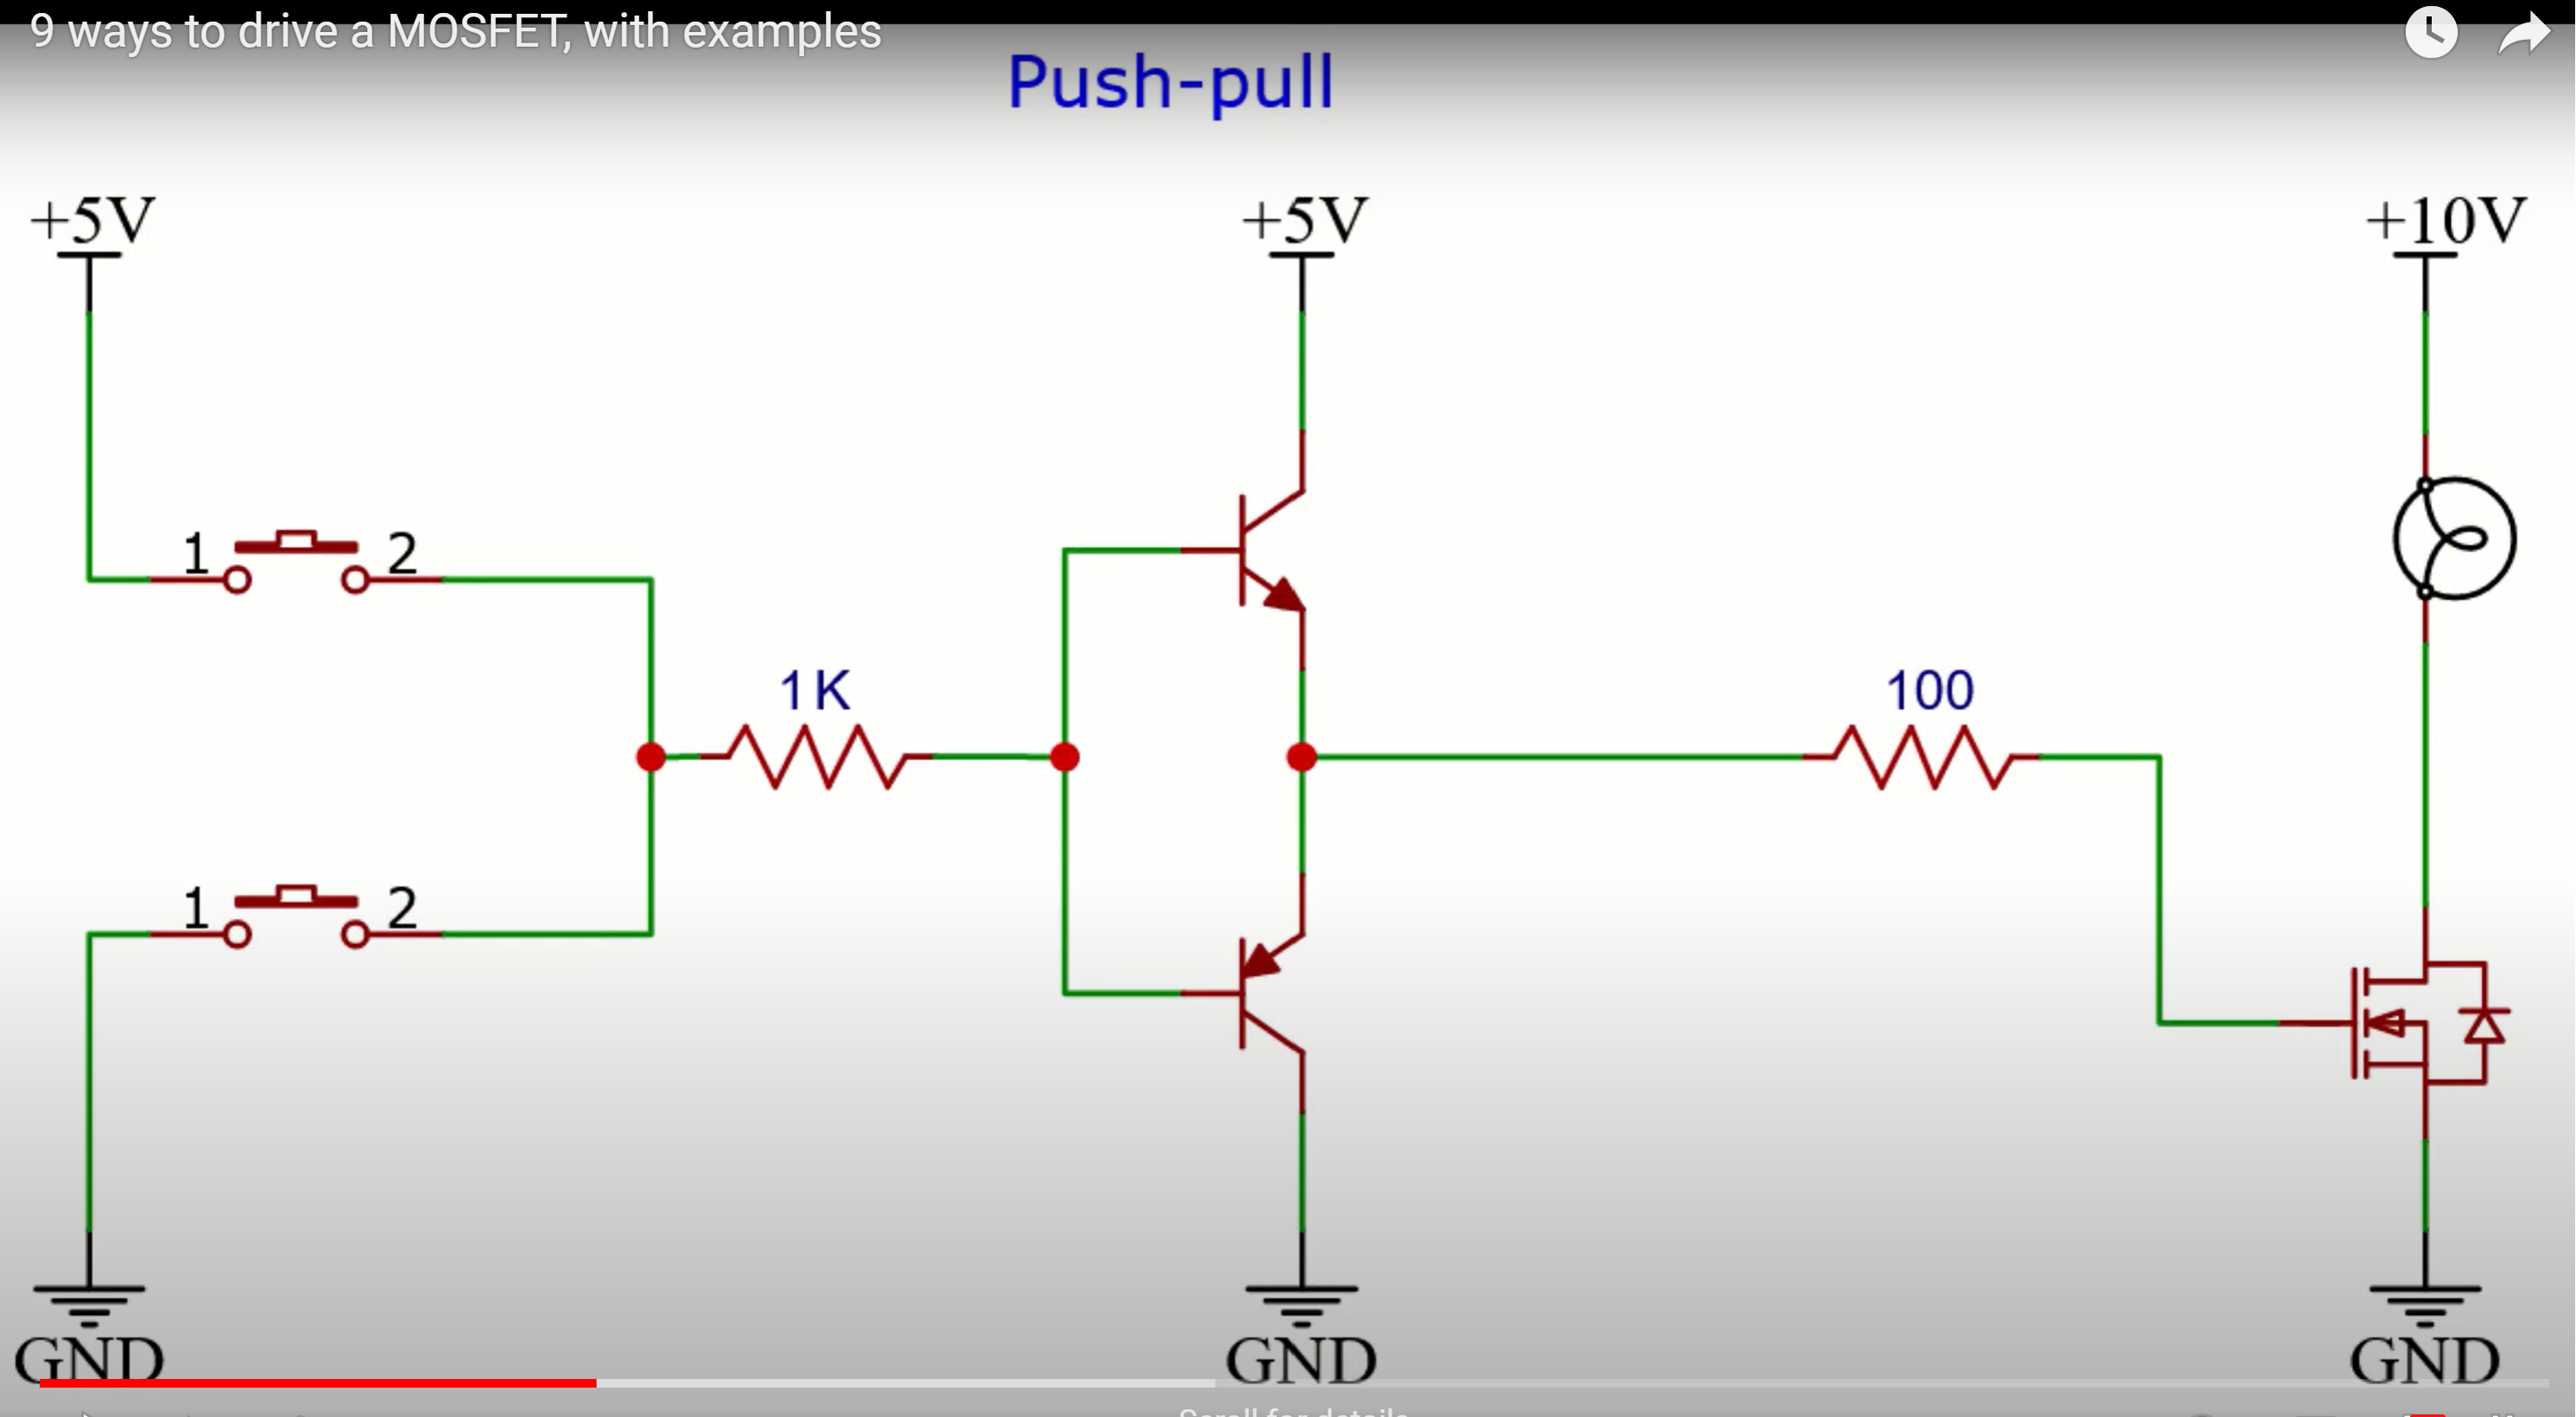 9 ways to drive a MOSFET, with examples
Push-pull
+5V
+5V
+10V
1 2
1K
100
1 2
GND
GND
GND
Scroll for details